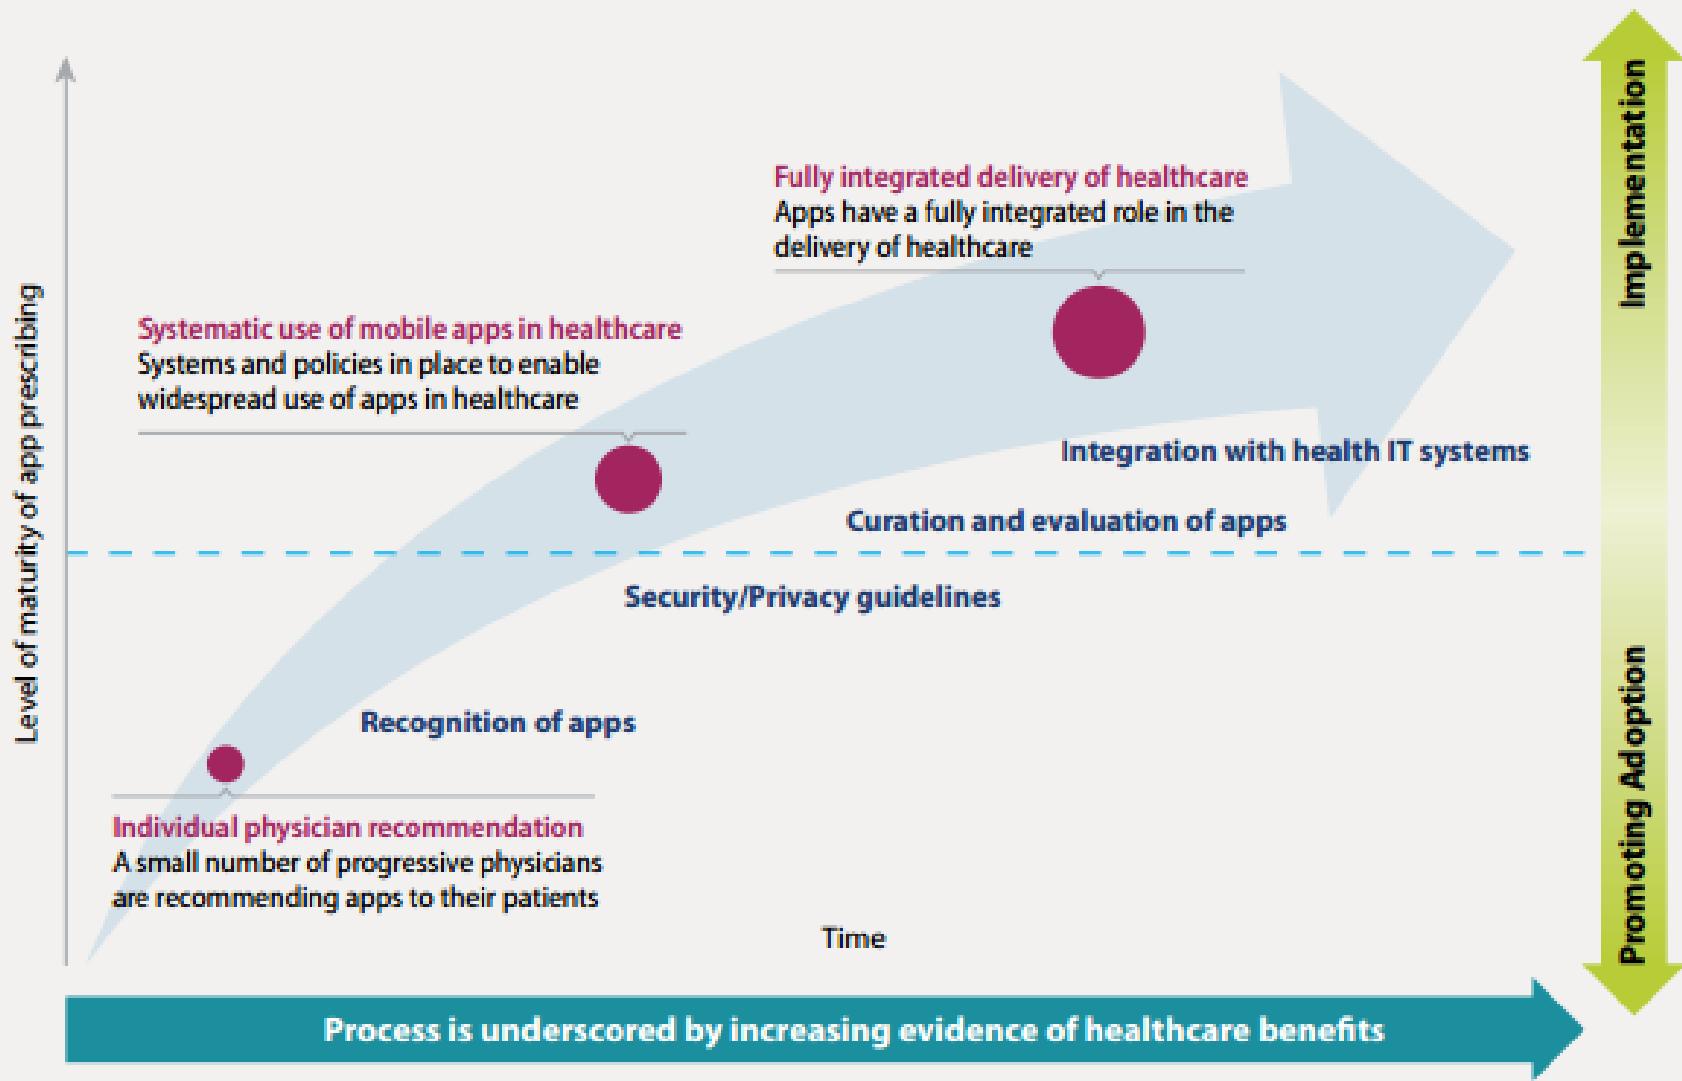 Fully integrated delivery of healthcare
Apps have a fully integrated role in the
delivery of healthcare
Systematic use of mobile apps in healthcare
Systems and policies in place to enable
widespread use of apps in healthcare
Integration with health IT systems
Curation and evaluation of apps
Security/Privacy guidelines
Recognition of apps
Individual physician recommendation
A small number of progressive physicians
are recommending apps to their patients
Level of maturity of app prescribing
Time
Implementation
Promoting Adoption
Process is underscored by increasing evidence of healthcare benefits